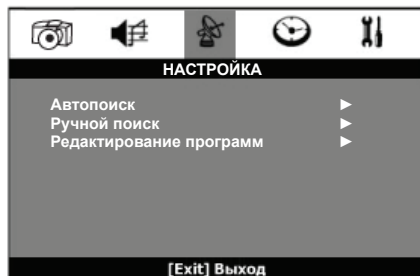 НАСТРОЙКА
Автопоиск
Ручной поиск
Редактирование программ
[Exit] Выход